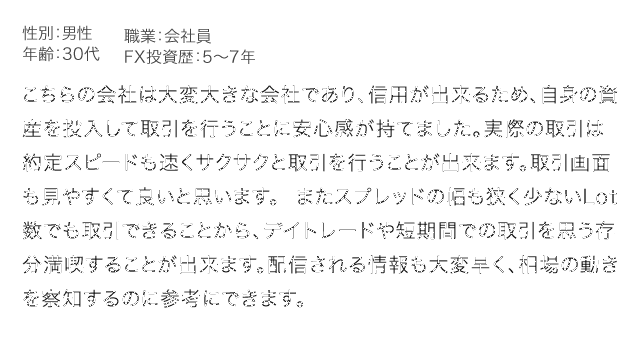 性別：男性　職業：会社員
年齢：30代　FX投資歴：5～7年
こちらの会社は大変大きな会社であり、信用が出来るため、自身の資
産を投入して取引を行うことに安心感が持てました。実際の取引は
約定スピードも速くサクサクと取引を行うことが出来ます。取引画面
も見やすくて良いと思います。　またスプレッドの幅も狭く少ないLot
数でも取引できることから、デイトレードや短期間での取引を思う存
分満喫することが出来ます。配信される情報も大変早く、相場の動き
を察知するのに参考にできます。